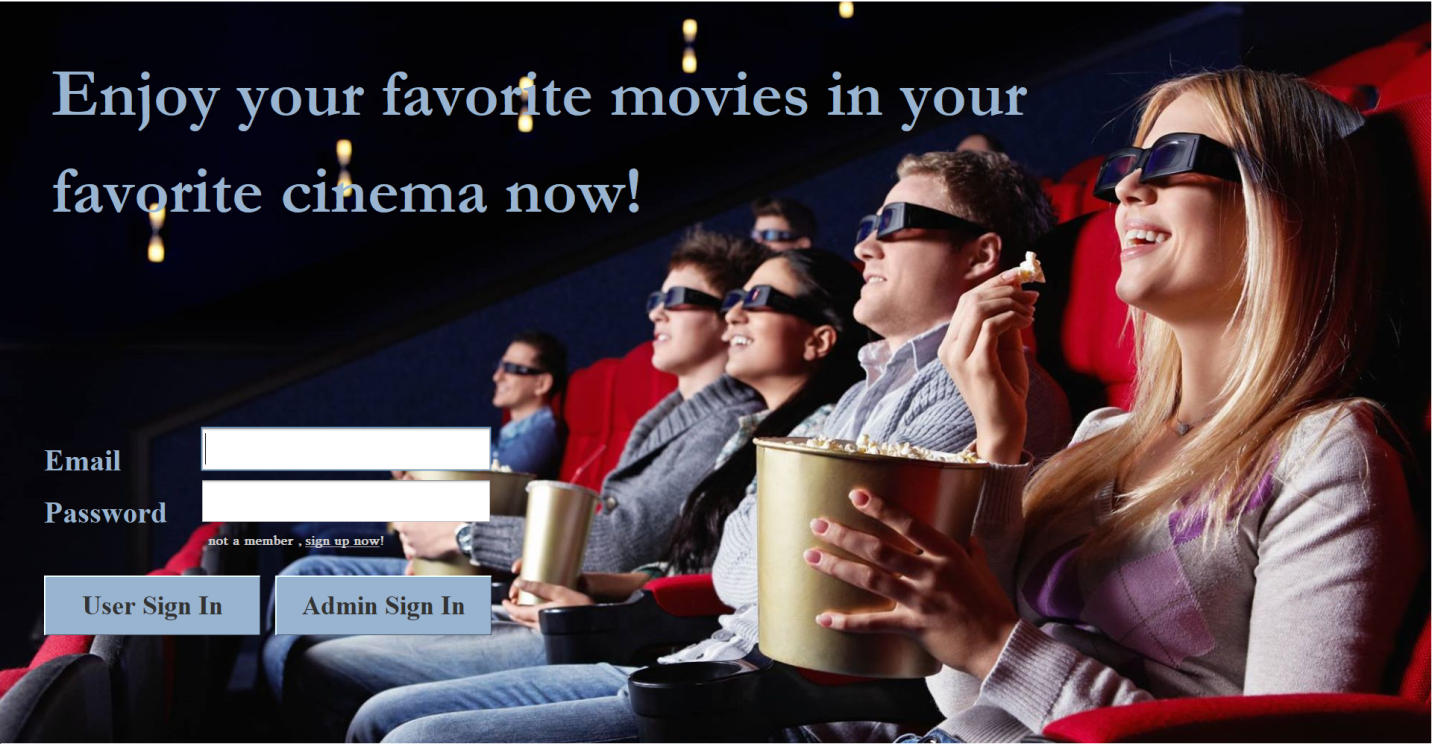 Enjoy your favorite movies in your
favorite cinema now!
Email
Password
not a member , sign up now!
User Sign In
Admin Sign In